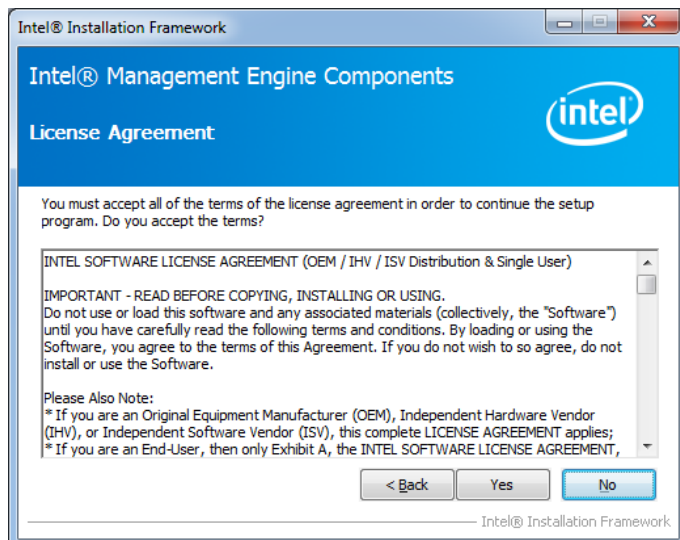 Intel® Installation Framework
Intel® Management Engine Components
License Agreement
intel
You must accept all of the terms of the license agreement in order to continue the setup
program. Do you accept the terms?
INTEL SOFTWARE LICENSE AGREEMENT (OEM / IHV / ISV Distribution & Single User)
IMPORTANT - READ BEFORE COPYING, INSTALLING OR USING.
Do not use or load this software and any associated materials (collectively, the "Software")
until you have carefully read the following terms and conditions. By loading or using the
Software, you agree to the terms of this Agreement. If you do not wish to so agree, do not
install or use the Software.
Please Also Note:
* If you are an Original Equipment Manufacturer (OEM), Independent Hardware Vendor
(IHV), or Independent Software Vendor (ISV), this complete LICENSE AGREEMENT applies;
* If you are an End-User, then only Exhibit A, the INTEL SOFTWARE LICENSE AGREEMENT,
< Back Yes No
Intel® Installation Framework